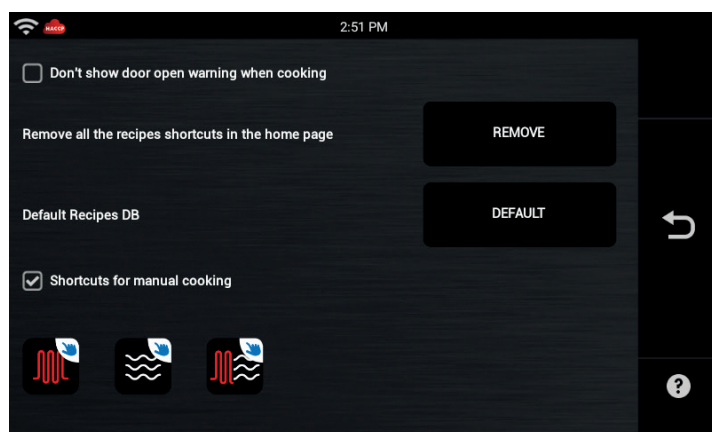 HACCP
2:51 PM
Don't show door open warning when cooking
Remove all the recipes shortcuts in the home page
REMOVE
Default Recipes DB
DEFAULT
Shortcuts for manual cooking
?